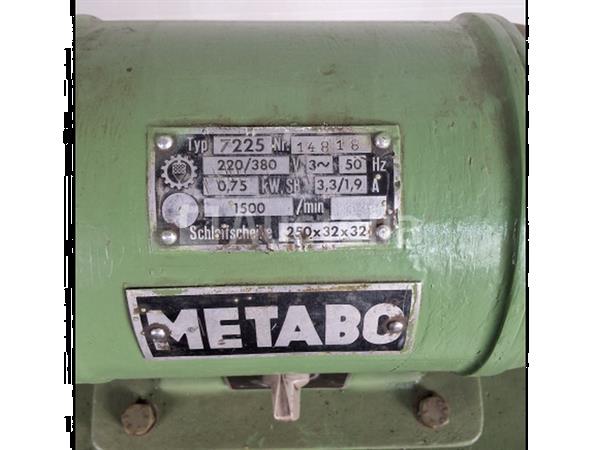 Typ 7225 Nr. 14818
220/380 V 3~ 50 Hz
0,75 kW.SB 3,3/1,9 A
1500 /min
Schleifscheibe 250x32x32
METABO